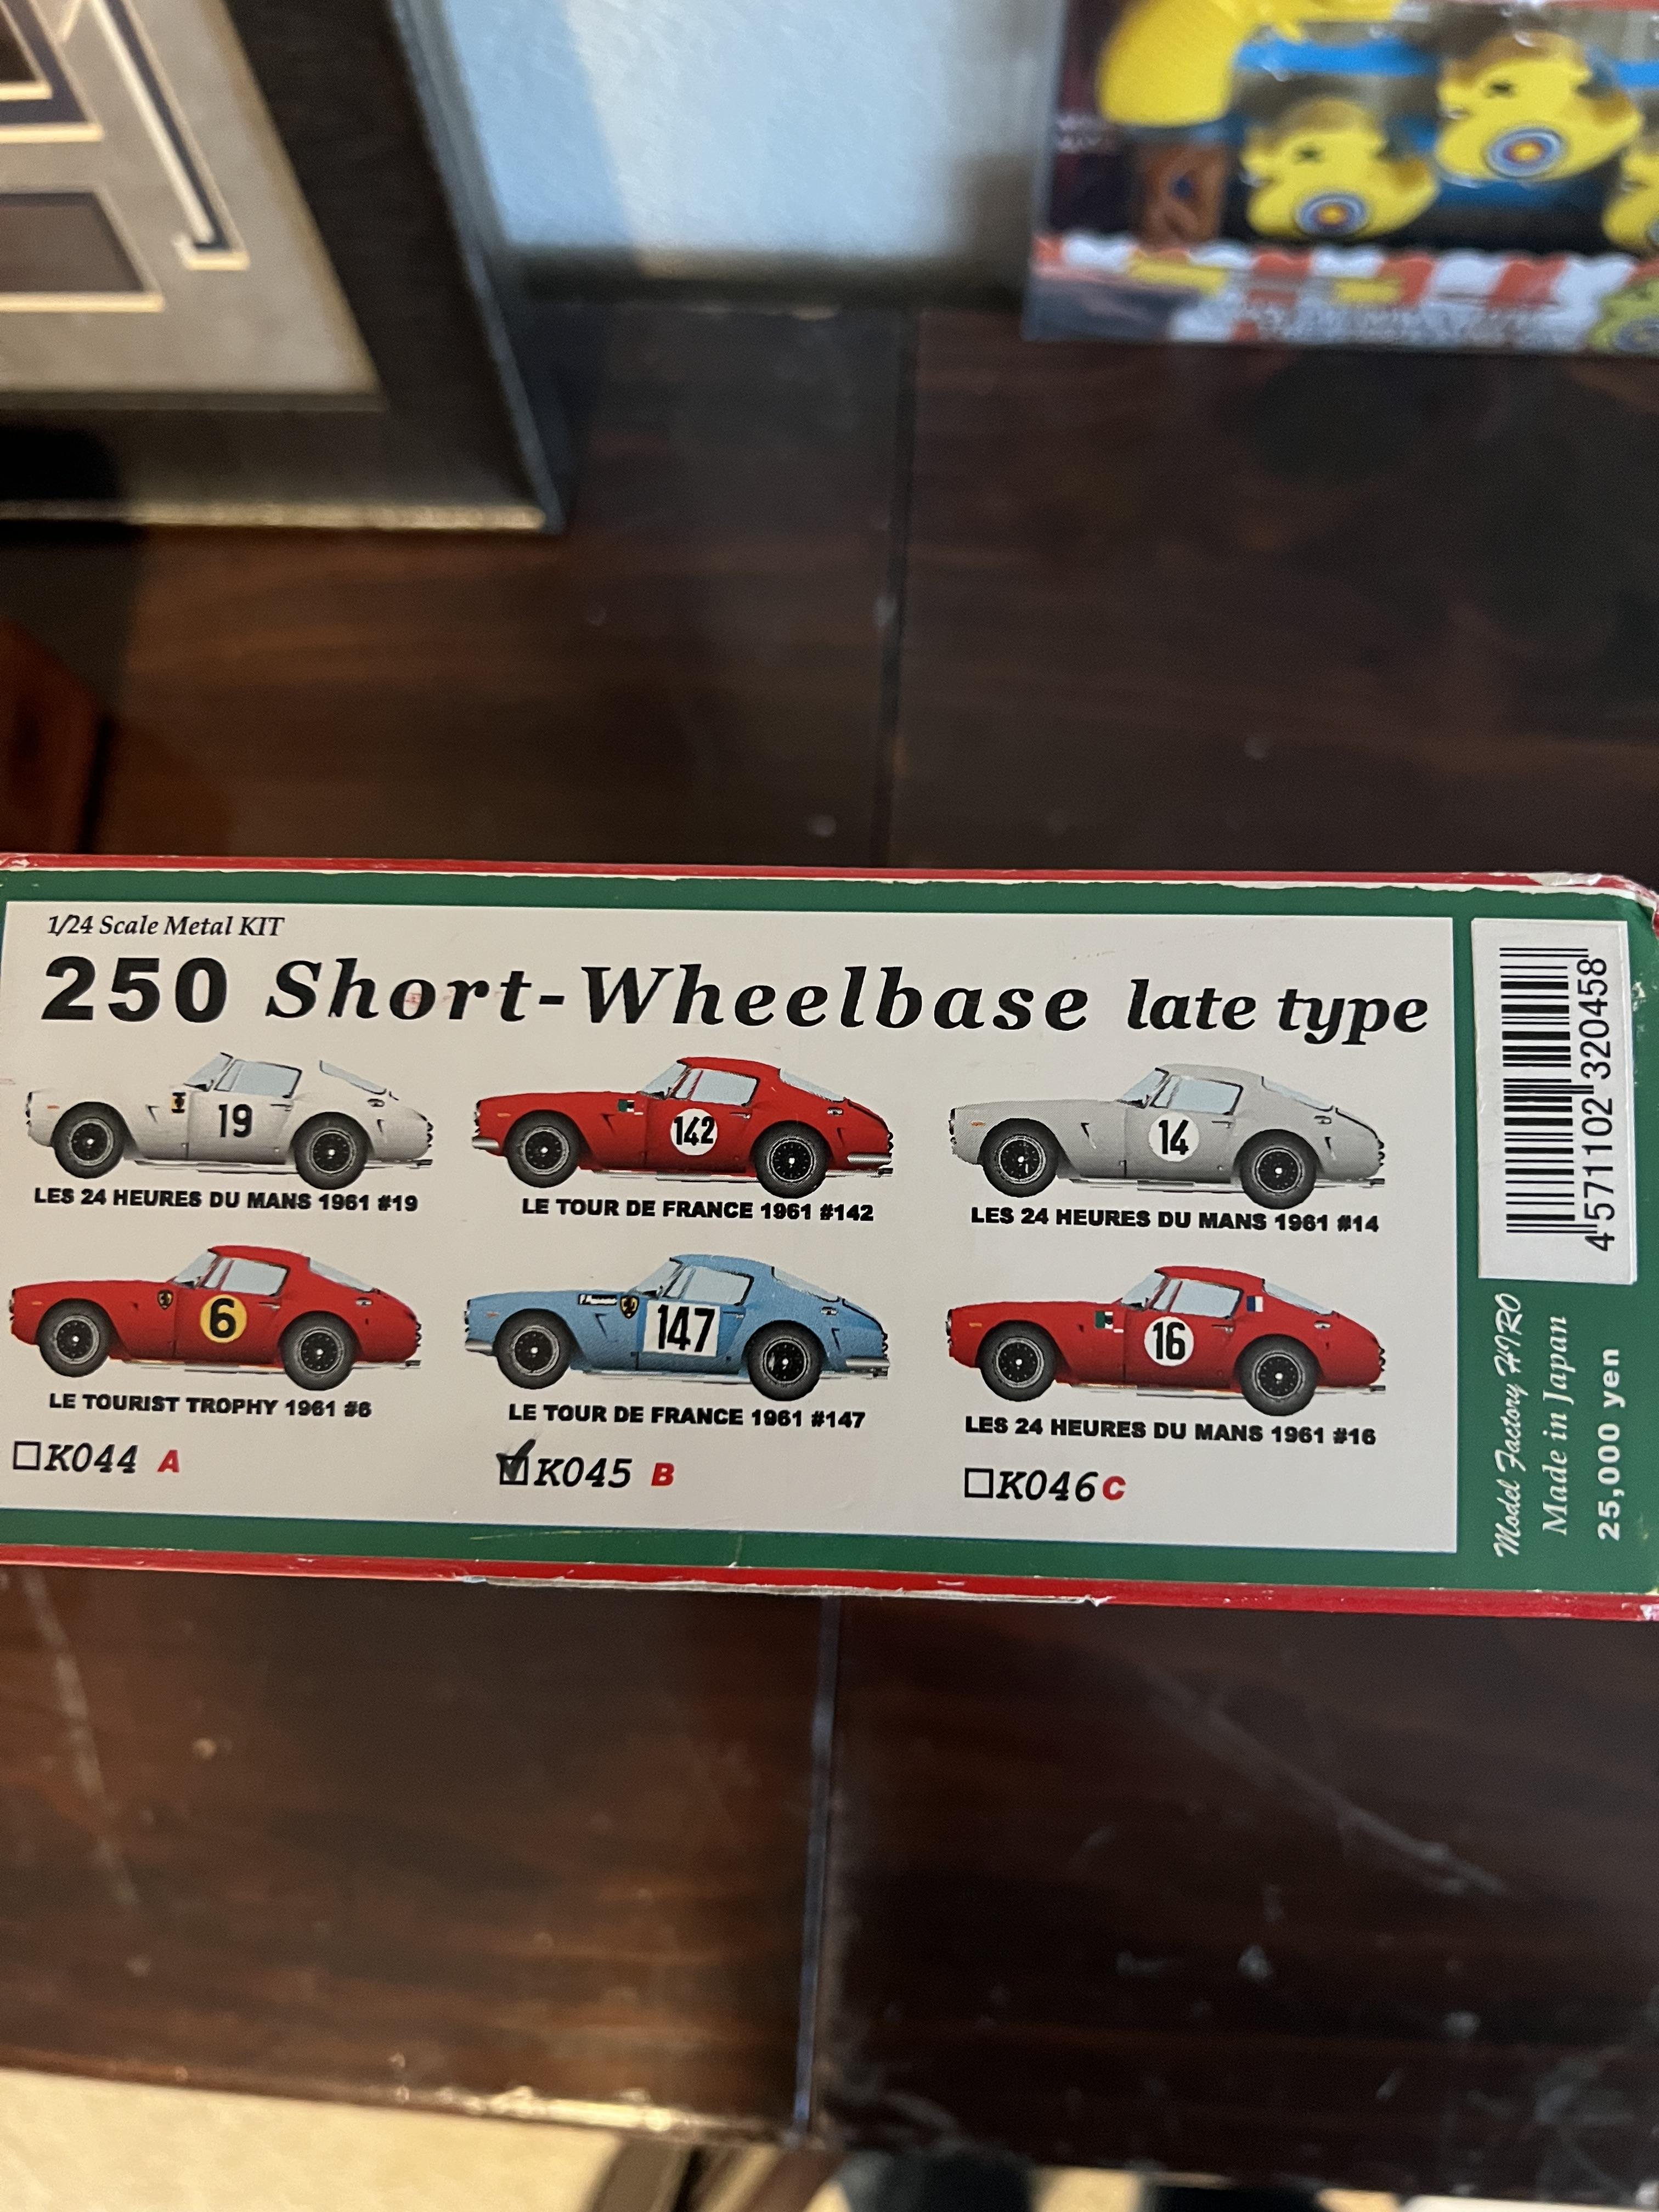 1/24 Scale Metal KIT
250 Short-Wheelbase late type
19
142
14
LES 24 HEURES DU MANS 1961 #19
LE TOUR DE FRANCE 1961 #142
LES 24 HEURES DU MANS 1961 #14
6
147
16
LE TOURIST TROPHY 1961 #6
LE TOUR DE FRANCE 1961 #147
LES 24 HEURES DU MANS 1961 #16
K044 A
K045 B
K046 C
4 571102 320458
Model Factory HIRO
Made in Japan
25,000 yen